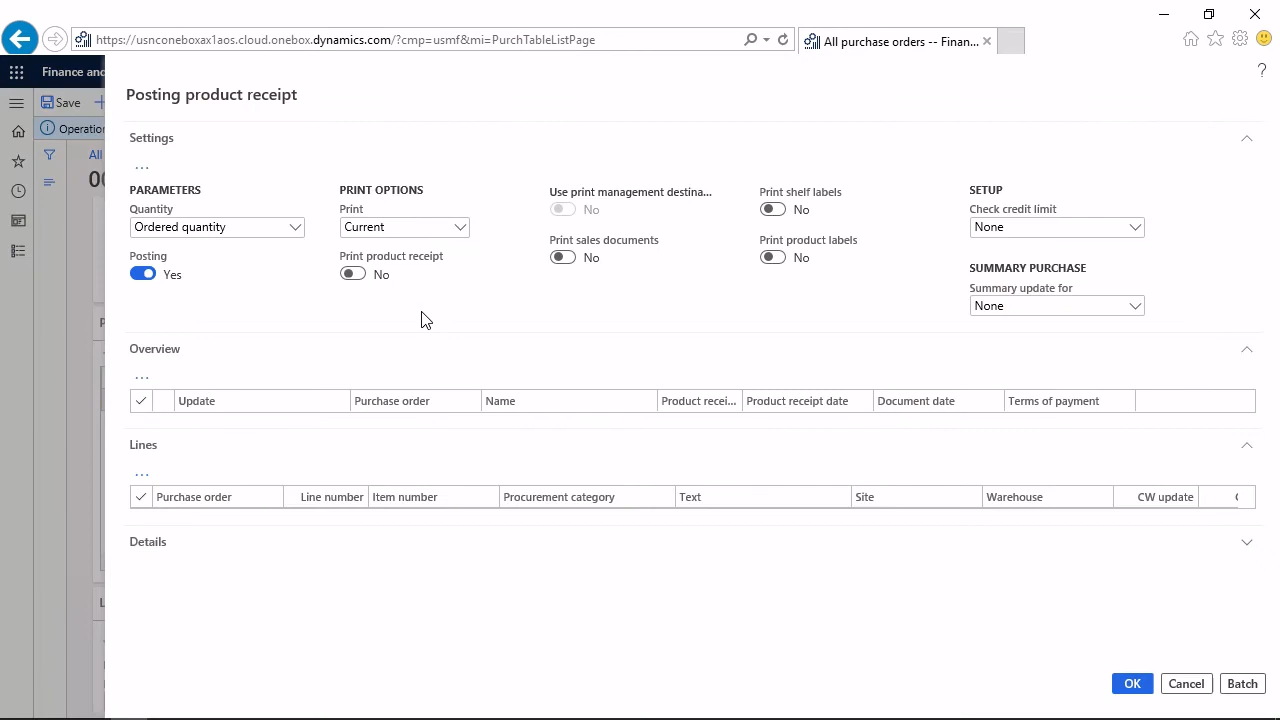 https://usnconeboxax1aos.cloud.onebox.dynamics.com/?cmp=usmf&mi=PurchTableListPage
All purchase orders -- Finan...
Finance and
?
Posting product receipt
Save
Operation
Settings
All
...
00
PARAMETERS
PRINT OPTIONS
Use print management destina...
Print shelf labels
SETUP
Quantity
Print
No
No
Check credit limit
Ordered quantity
Current
None
Posting
Print product receipt
Print sales documents
Print product labels
Yes
No
No
No
SUMMARY PURCHASE
Summary update for
None
Overview
...
Update
Purchase order
Name
Product recei...
Product receipt date
Document date
Terms of payment
Lines
...
Purchase order
Line number
Item number
Procurement category
Text
Site
Warehouse
CW update
Details
OK
Cancel
Batch